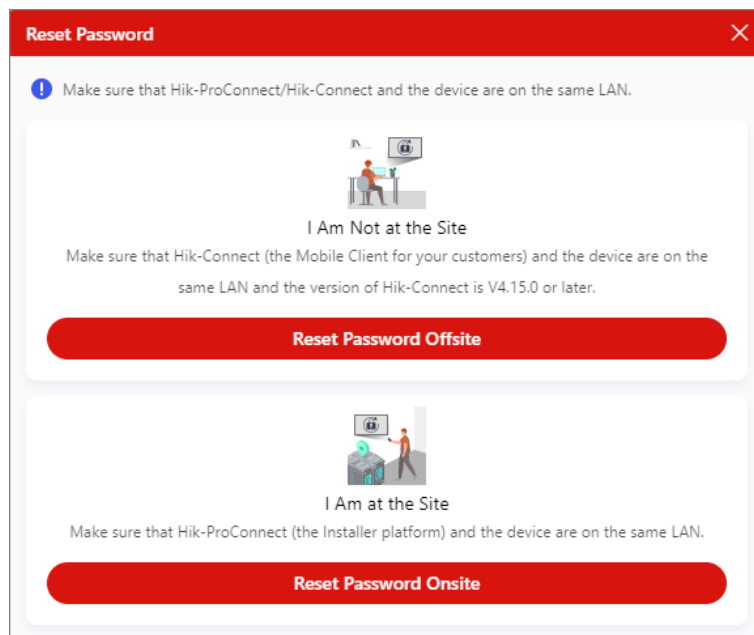 Reset Password
Make sure that Hik-ProConnect/Hik-Connect and the device are on the same LAN.
I Am Not at the Site
Make sure that Hik-Connect (the Mobile Client for your customers) and the device are on the
same LAN and the version of Hik-Connect is V4.15.0 or later.
Reset Password Offsite
I Am at the Site
Make sure that Hik-ProConnect (the Installer platform) and the device are on the same LAN.
Reset Password Onsite